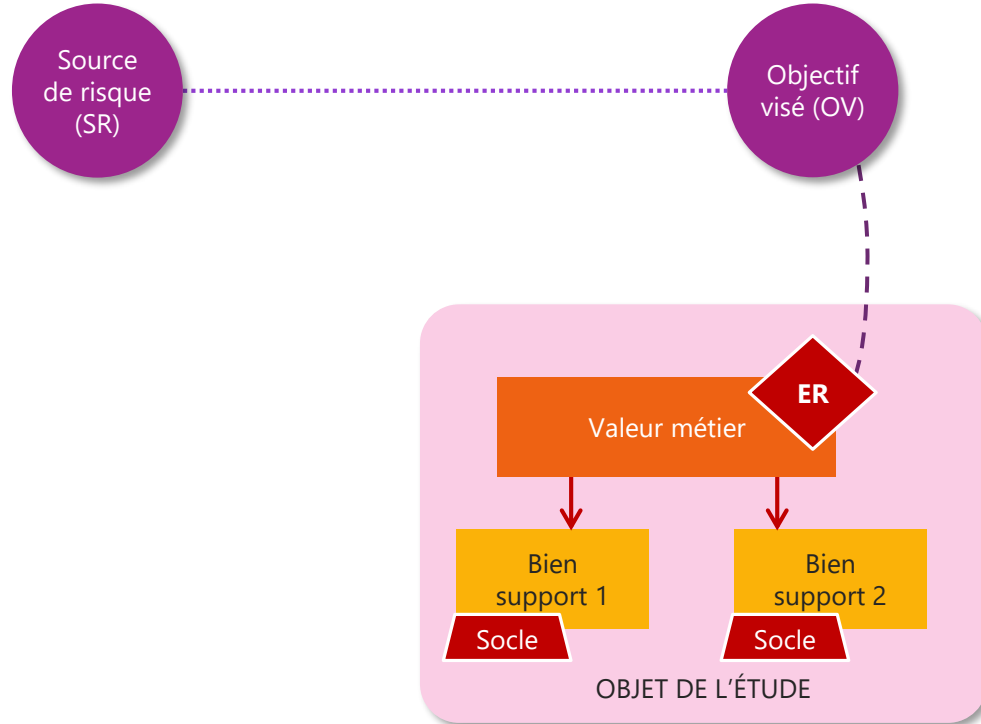 Source
de risque
(SR)
Objectif
visé (OV)
ER
Valeur métier
Bien
support 1
Bien
support 2
Socle
Socle
OBJET DE L’ÉTUDE